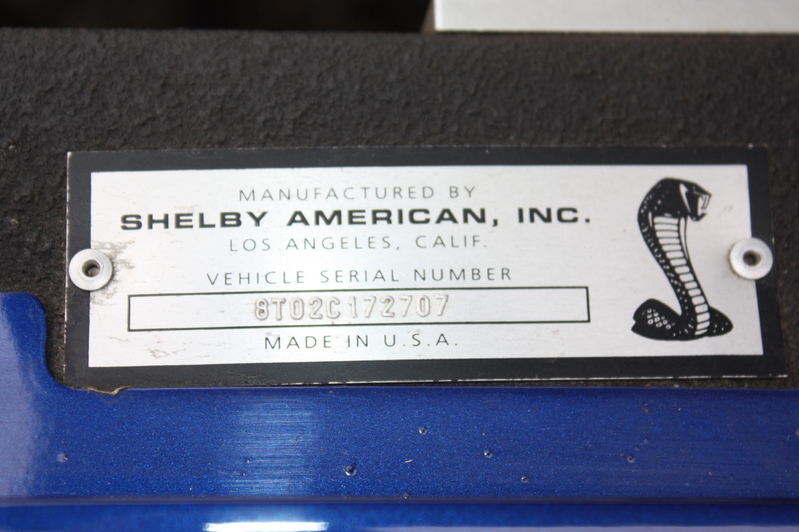 MANUFACTURED BY
SHELBY AMERICAN, INC.
LOS ANGELES, CALIF.
VEHICLE SERIAL NUMBER
8T02C172707
MADE IN U.S.A.